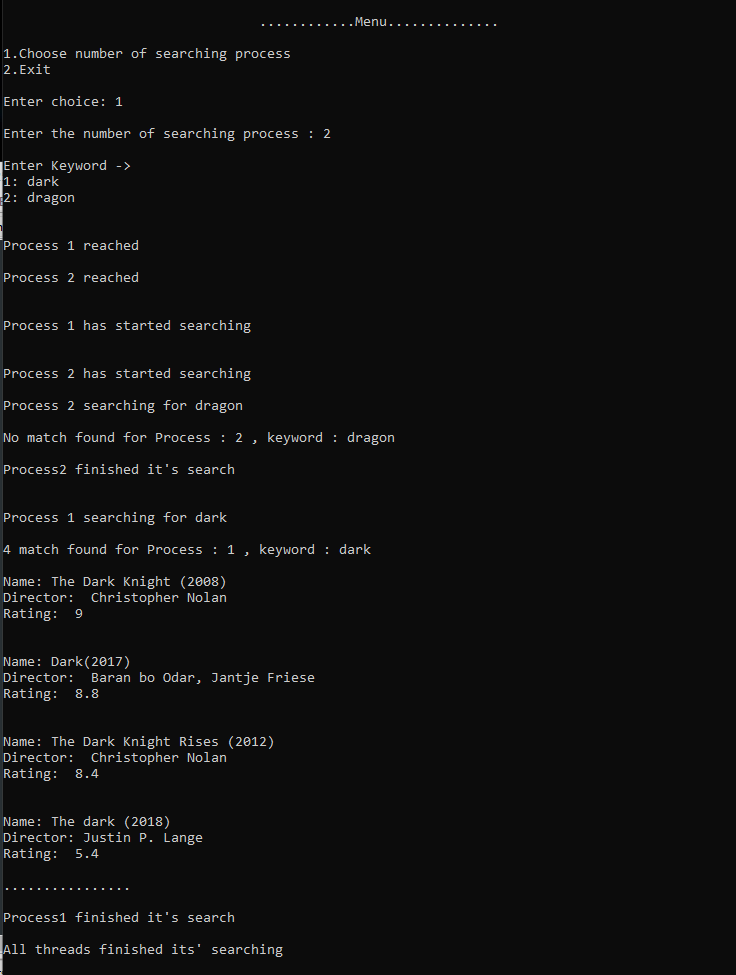 ............Menu..............
1.Choose number of searching process
2.Exit
Enter choice: 1
Enter the number of searching process : 2
Enter Keyword ->
1: dark
2: dragon
Process 1 reached
Process 2 reached
Process 1 has started searching
Process 2 has started searching
Process 2 searching for dragon
No match found for Process : 2 , keyword : dragon
Process2 finished it's search
Process 1 searching for dark
4 match found for Process : 1 , keyword : dark
Name: The Dark Knight (2008)
Director:  Christopher Nolan
Rating:  9
Name: Dark(2017)
Director:  Baran bo Odar, Jantje Friese
Rating:  8.8
Name: The Dark Knight Rises (2012)
Director:  Christopher Nolan
Rating:  8.4
Name: The dark (2018)
Director: Justin P. Lange
Rating:  5.4
................
Process1 finished it's search
All threads finished its' searching